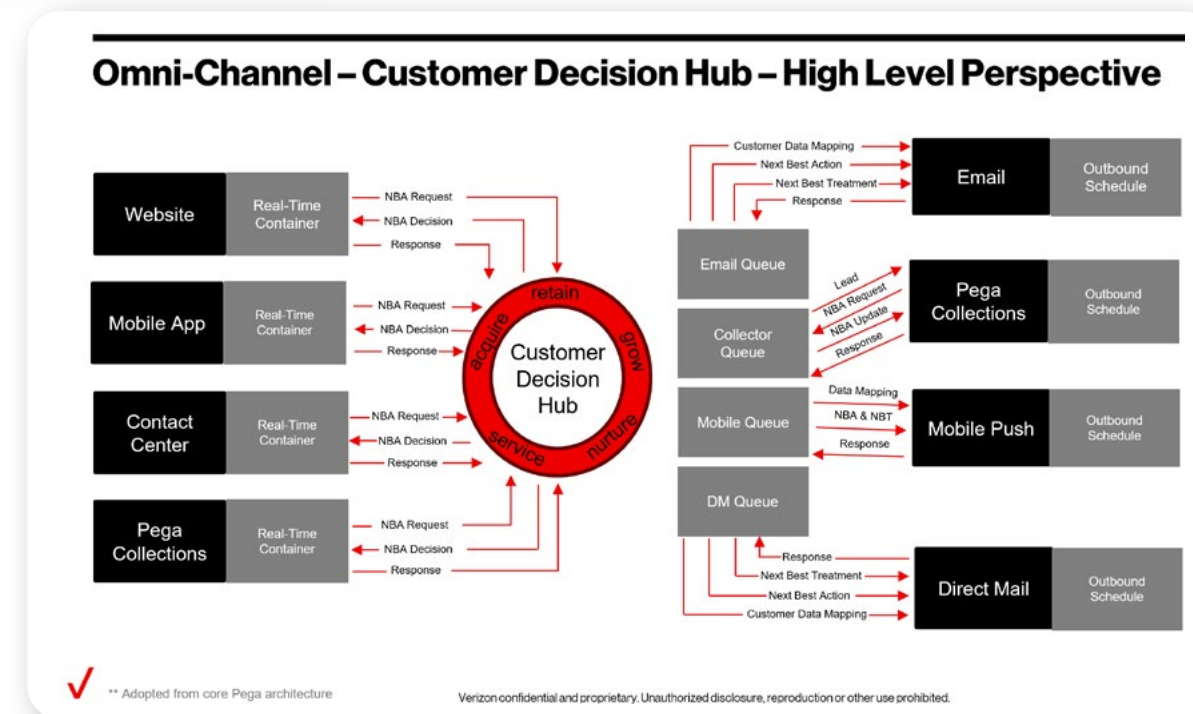 Omni-Channel – Customer Decision Hub – High Level Perspective
Website
Real-Time
Container
NBA Request
NBA Decision
Response
Mobile App
Real-Time
Container
NBA Request
NBA Decision
Response
Contact
Center
Real-Time
Container
NBA Request
NBA Decision
Response
Pega
Collections
Real-Time
Container
NBA Request
NBA Decision
Response
retain
grow
nurture
service
acquire
Customer
Decision
Hub
Customer Data Mapping
Next Best Action
Next Best Treatment
Response
Email
Outbound
Schedule
Email Queue
Collector
Queue
Mobile Queue
DM Queue
Lead
NBA Request
NBA Update
Response
Pega
Collections
Outbound
Schedule
Data Mapping
NBA & NBT
Response
Mobile Push
Outbound
Schedule
Response
Next Best Treatment
Next Best Action
Customer Data Mapping
Direct Mail
Outbound
Schedule
** Adopted from core Pega architecture
Verizon confidential and proprietary. Unauthorized disclosure, reproduction or other use prohibited.